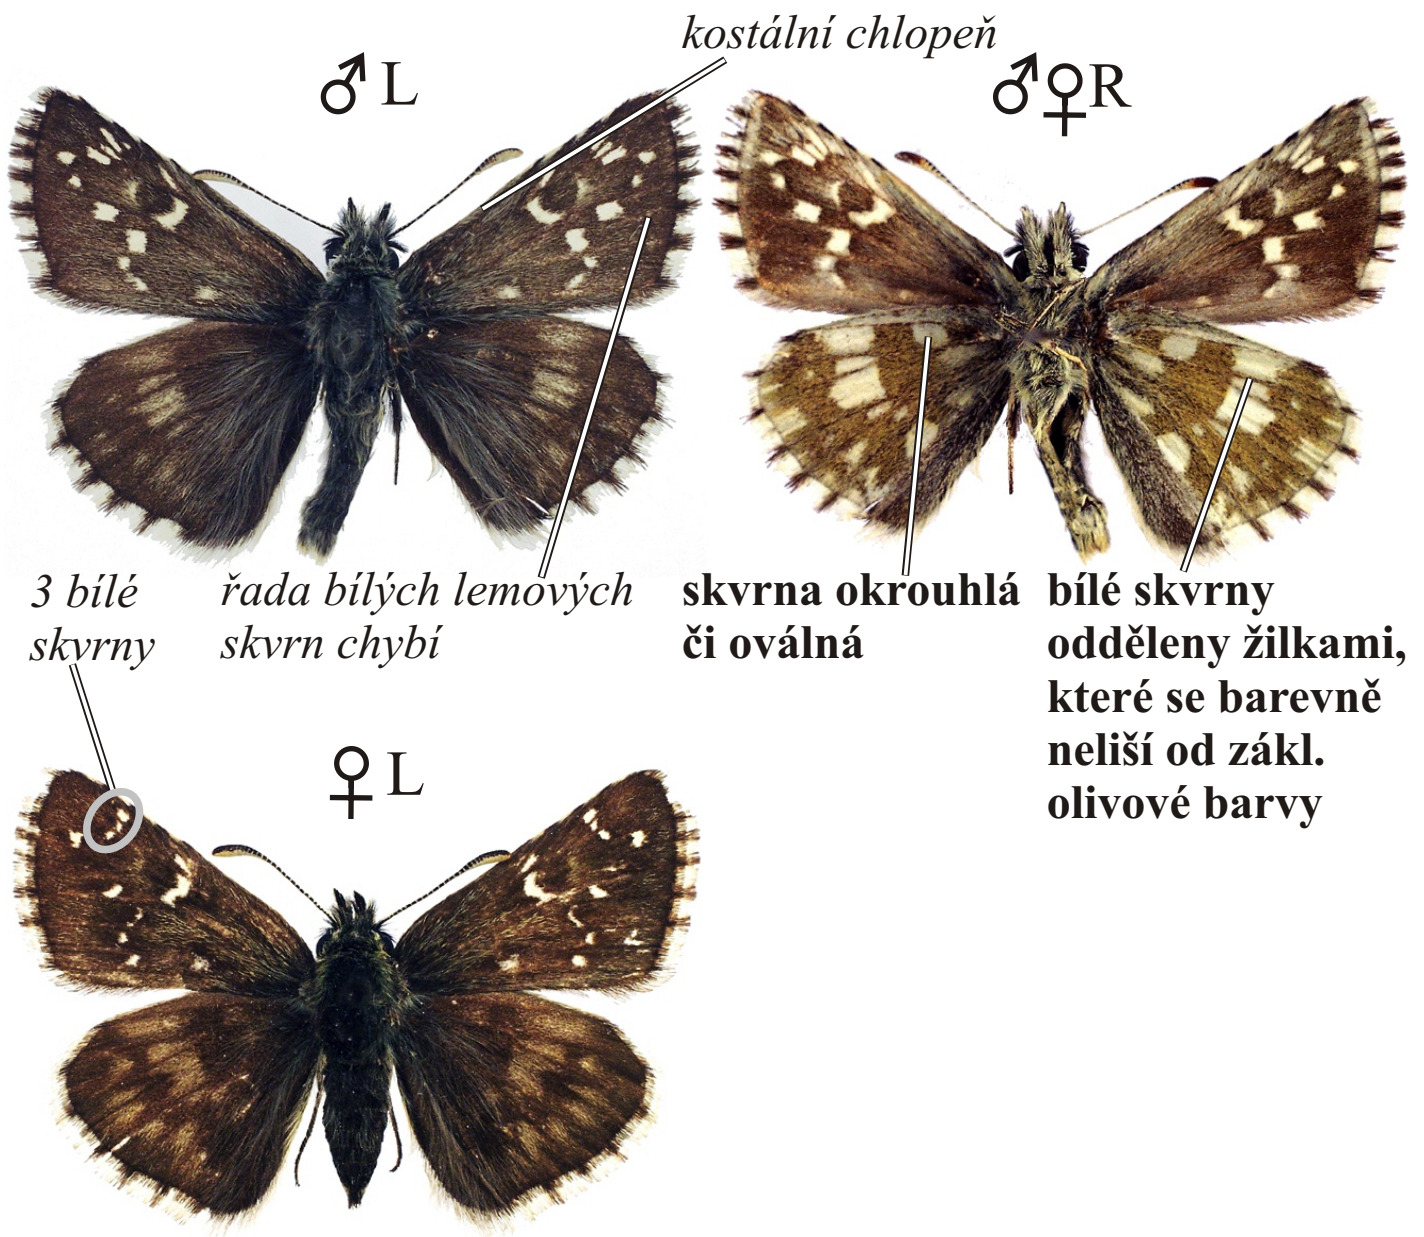 kostální chlopeň
♂ L
♂♀R
3 bílé
skvrny
řada bílých lemových
skvrn chybí
skvrna okrouhlá
či oválná
bílé skvrny
odděleny žilkami,
které se barevně
neliší od zákl.
olivové barvy
♀ L